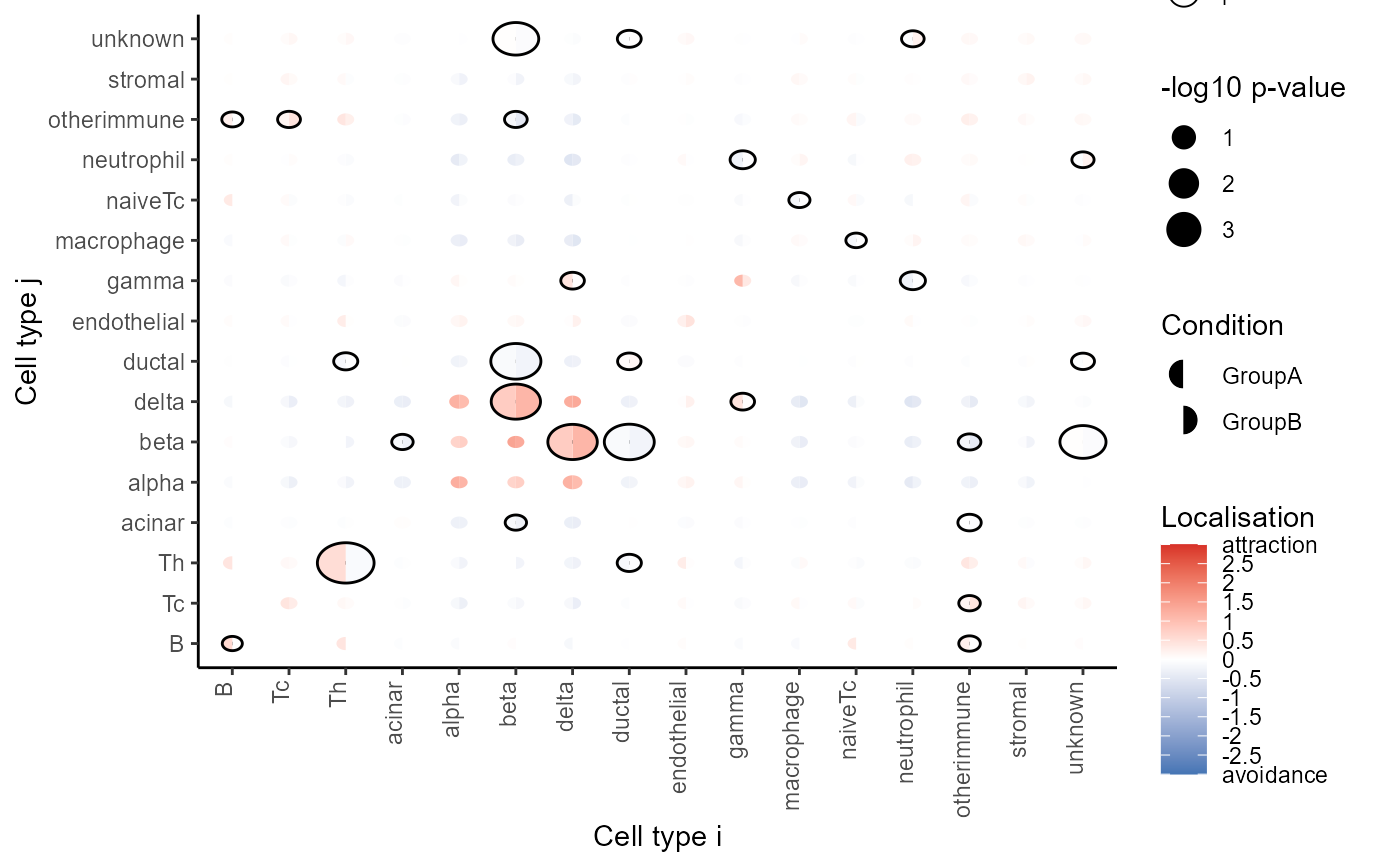 unknown
stromal
otherimmune
neutrophil
naiveTc
macrophage
gamma
endothelial
ductal
delta
beta
alpha
acinar
Th
Tc
B
Cell type j
B
Tc
Th
acinar
alpha
beta
delta
ductal
endothelial
gamma
macrophage
naiveTc
neutrophil
otherimmune
stromal
unknown
Cell type i
-log10 p-value
1
2
3
Condition
GroupA
GroupB
Localisation
attraction
2.5
2
1.5
1
0.5
0
-0.5
-1
-1.5
-2
-2.5
avoidance